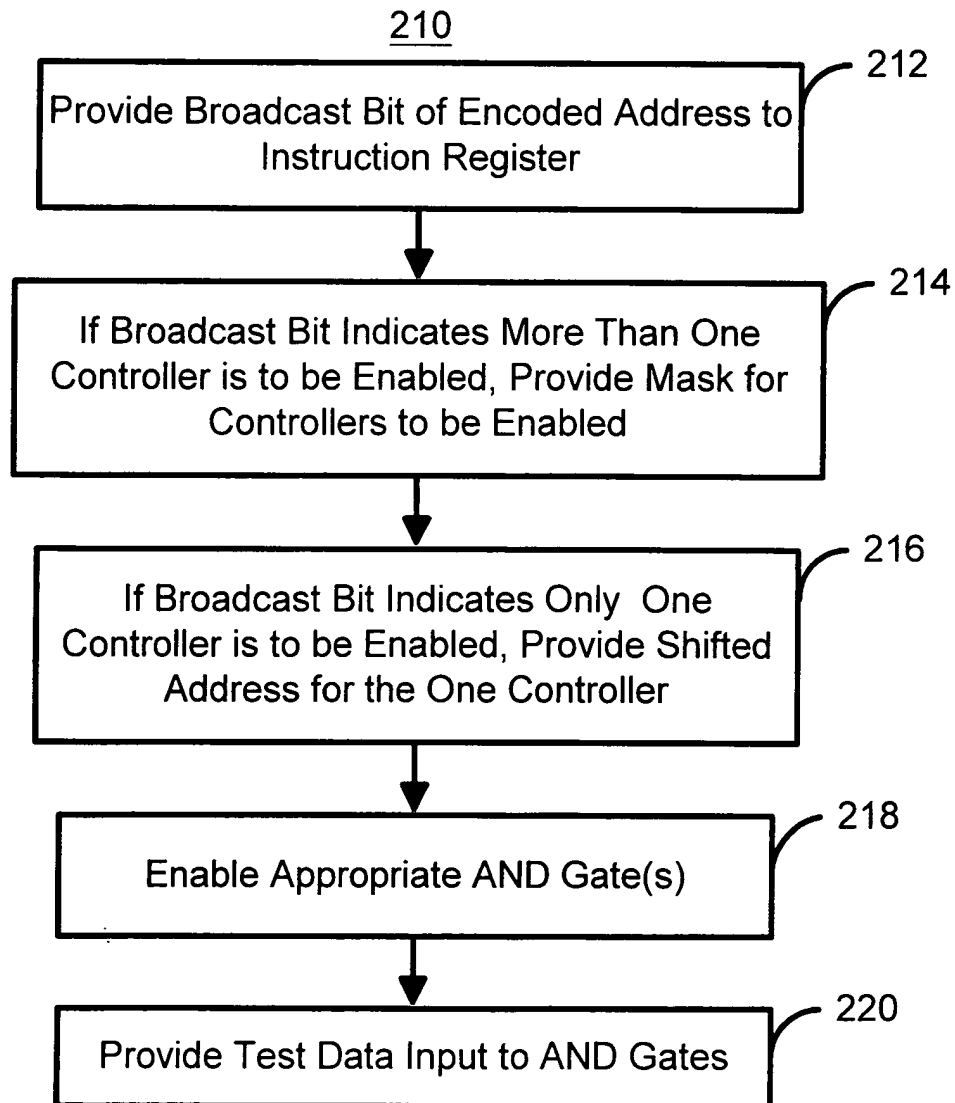 210
212
Provide Broadcast Bit of Encoded Address to
Instruction Register
214
If Broadcast Bit Indicates More Than One
Controller is to be Enabled, Provide Mask for
Controllers to be Enabled
216
If Broadcast Bit Indicates Only One
Controller is to be Enabled, Provide Shifted
Address for the One Controller
218
Enable Appropriate AND Gate(s)
220
Provide Test Data Input to AND Gates